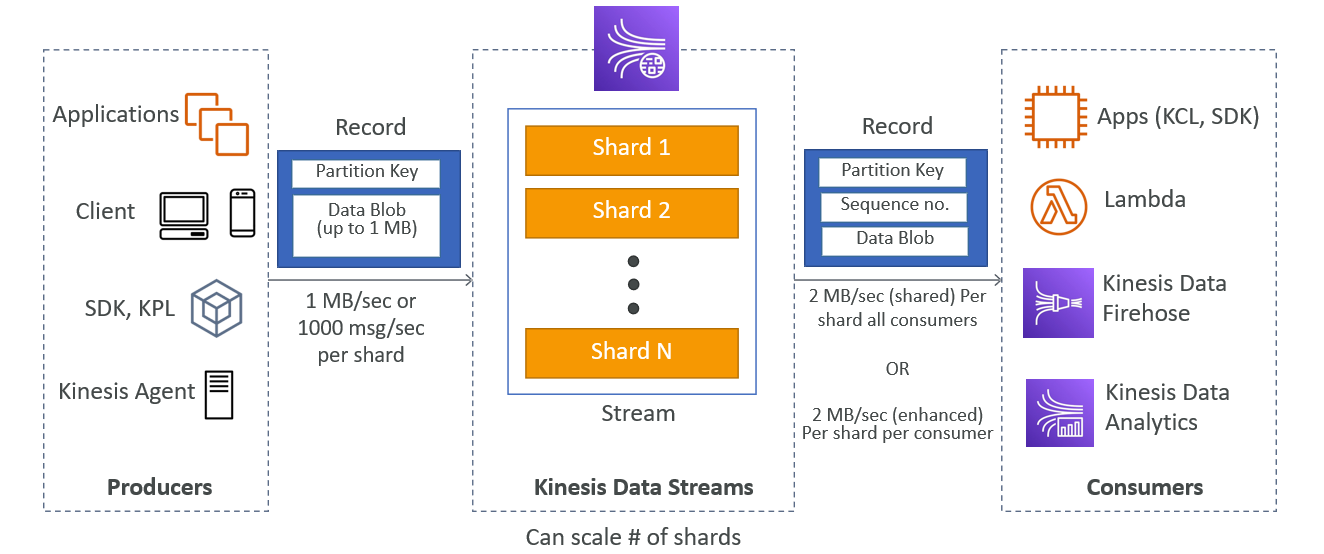 Applications
Client
SDK, KPL
Kinesis Agent
Producers
Record
Partition Key
Data Blob
(up to 1 MB)
1 MB/sec or
1000 msg/sec
per shard
Shard 1
Shard 2
Shard N
Stream
Kinesis Data Streams
Can scale # of shards
Record
Partition Key
Sequence no.
Data Blob
2 MB/sec (shared) Per
shard all consumers
OR
2 MB/sec (enhanced)
Per shard per consumer
Apps (KCL, SDK)
Lambda
Kinesis Data
Firehose
Kinesis Data
Analytics
Consumers